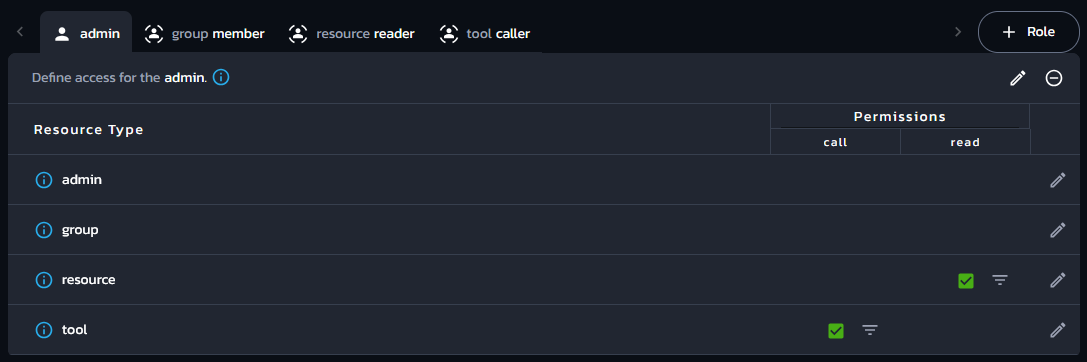 admin group member resource reader tool caller Role
Define access for the admin.
Resource Type Permissions
call read
admin
group
resource
tool